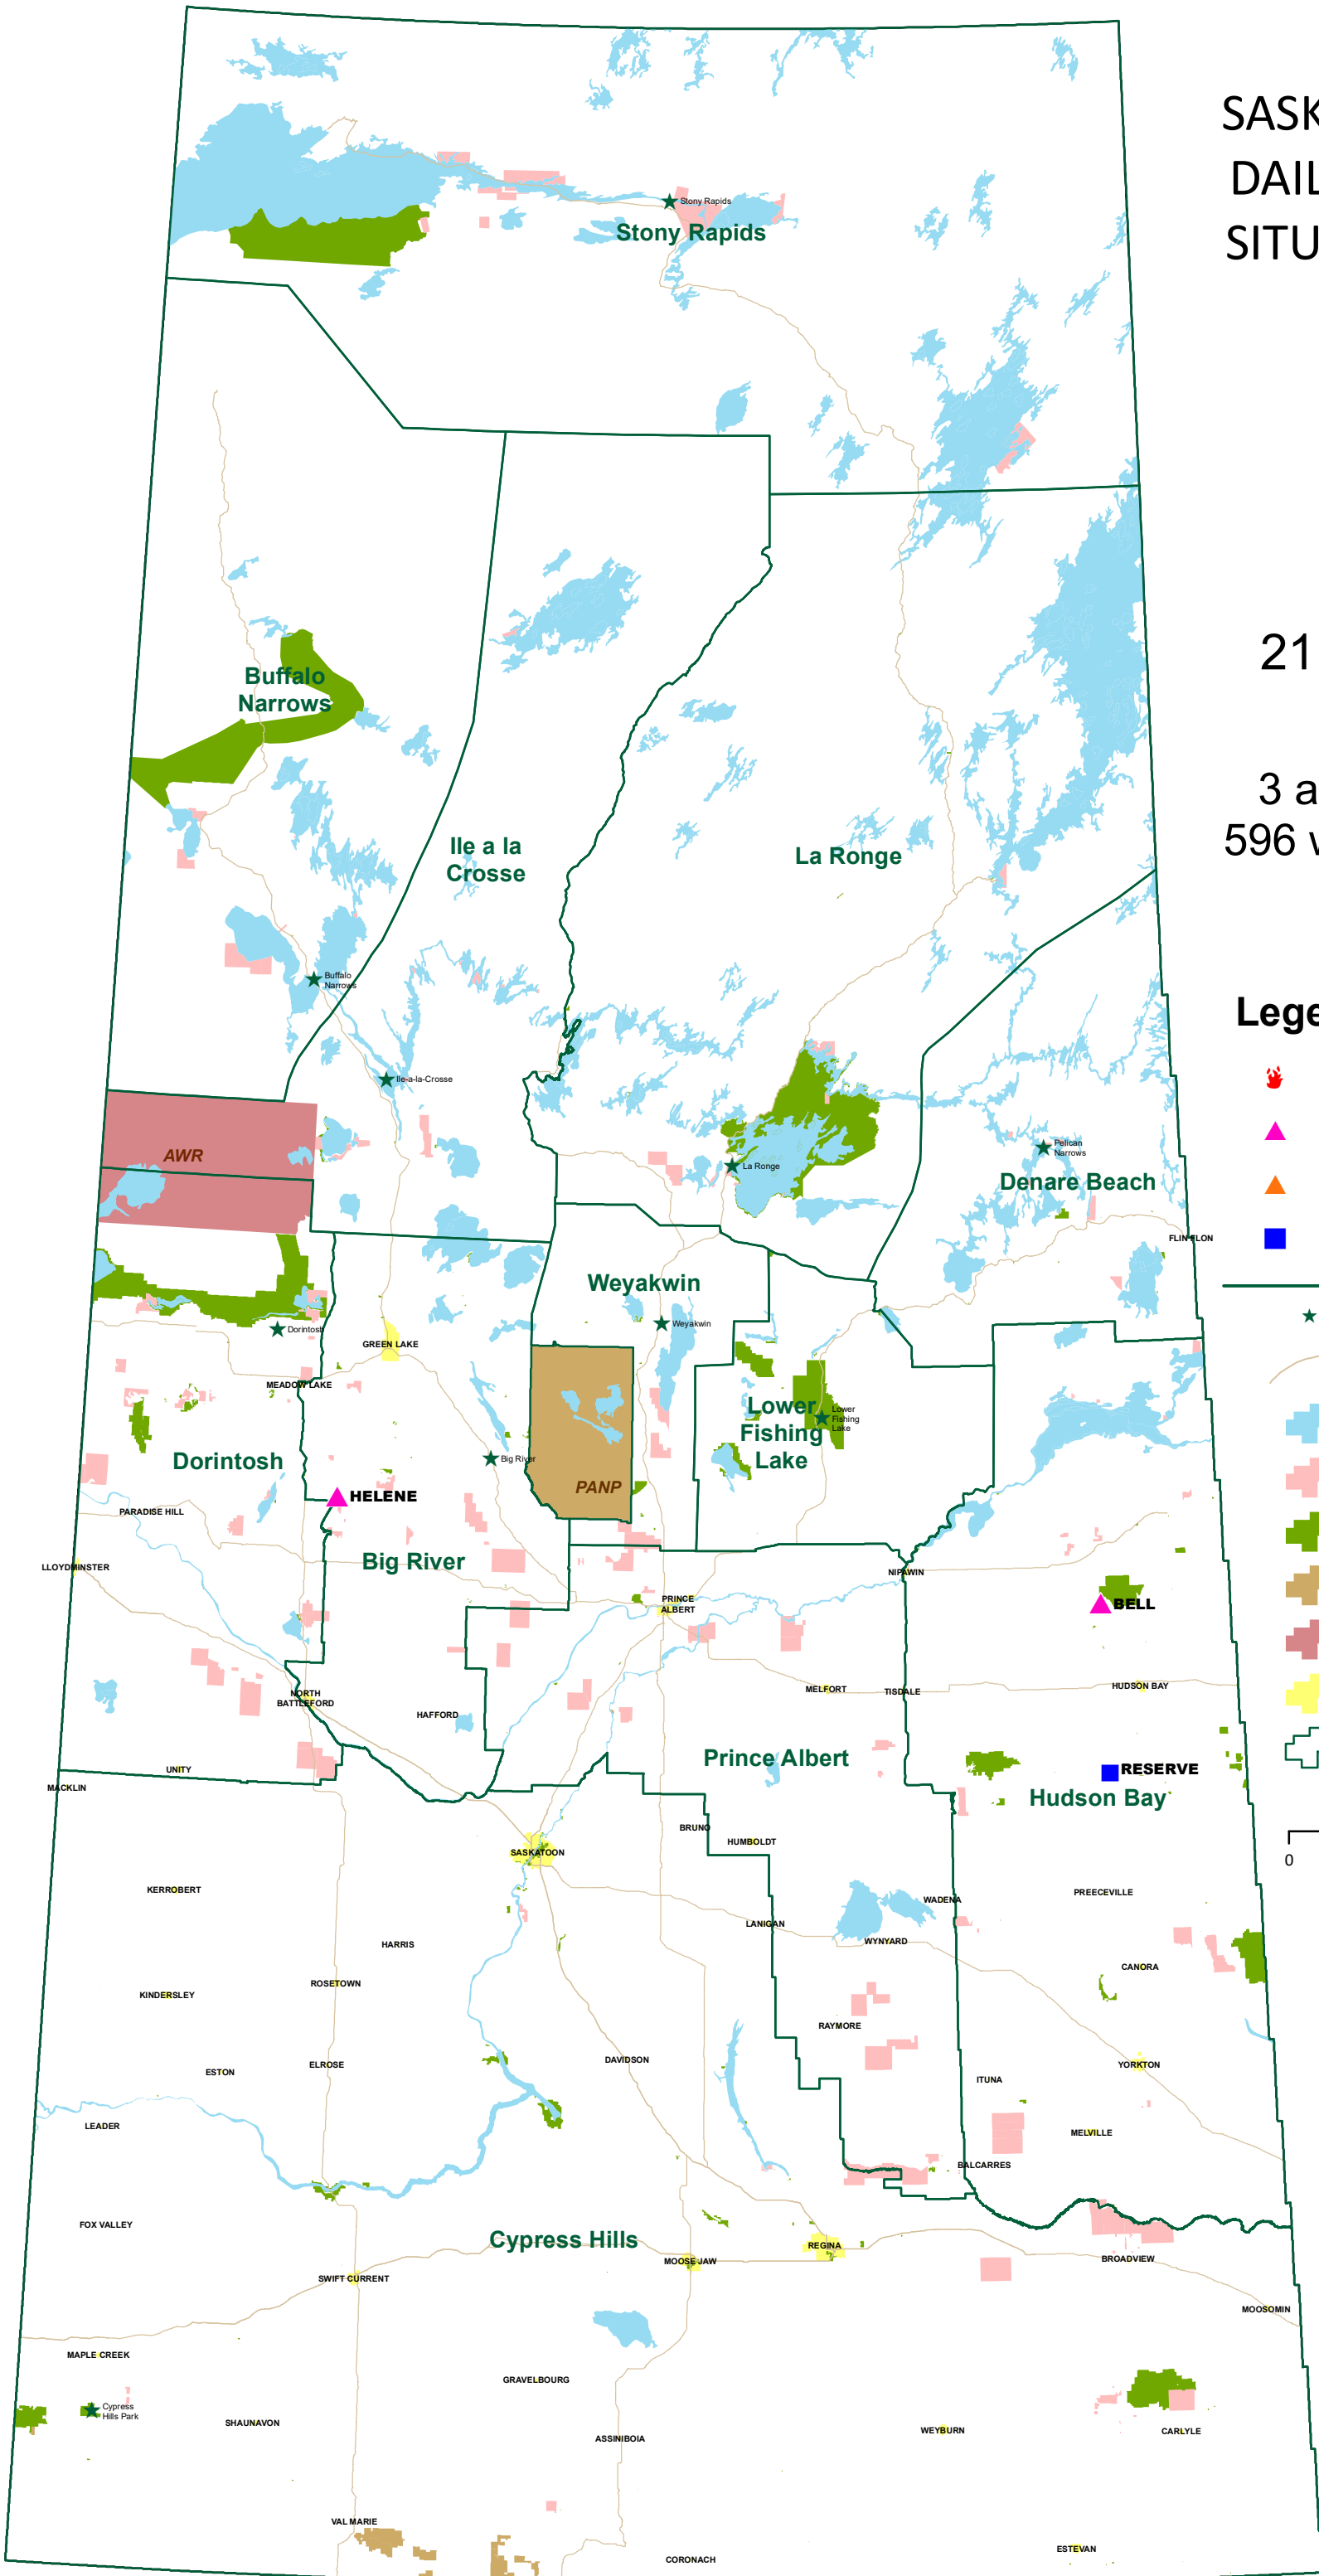 SASK
DAIL
SITU
Stony Rapids
Stony Rapids
21
Buffalo
Narrows
3 a
596 v
Ile a la
Crosse
La Ronge
Buffalo
Narrows
Lege
Ile-a-la-Crosse
AWR
La Ronge
Pelican
Narrows
Denare Beach
FLIN FLON
Weyakwin
Weyakwin
Dorintosh
GREEN LAKE
MEADOW LAKE
Lower
Fishing
Lake
Lower
Fishing
Lake
Dorintosh
Big River
PANP
HELENE
PARADISE HILL
Big River
LLOYDMINSTER
NIPAWIN
PRINCE
ALBERT
BELL
MELFORT
TISDALE
HUDSON BAY
NORTH
BATTLEFORD
HAFFORD
Prince Albert
UNITY
RESERVE
MACKLIN
Hudson Bay
BRUNO
HUMBOLDT
SASKATOON
0
KERROBERT
PREECEVILLE
WADENA
LANIGAN
HARRIS
WYNYARD
CANORA
ROSETOWN
KINDERSLEY
RAYMORE
DAVIDSON
ELROSE
YORKTON
ESTON
ITUNA
LEADER
MELVILLE
BALCARRES
FOX VALLEY
Cypress Hills
REGINA
MOOSE JAW
BROADVIEW
SWIFT CURRENT
MOOSOMIN
MAPLE CREEK
GRAVELBOURG
Cypress
Hills Park
SHAUNAVON
WEYBURN
CARLYLE
ASSINIBOIA
VAL MARIE
ESTEVAN
CORONACH